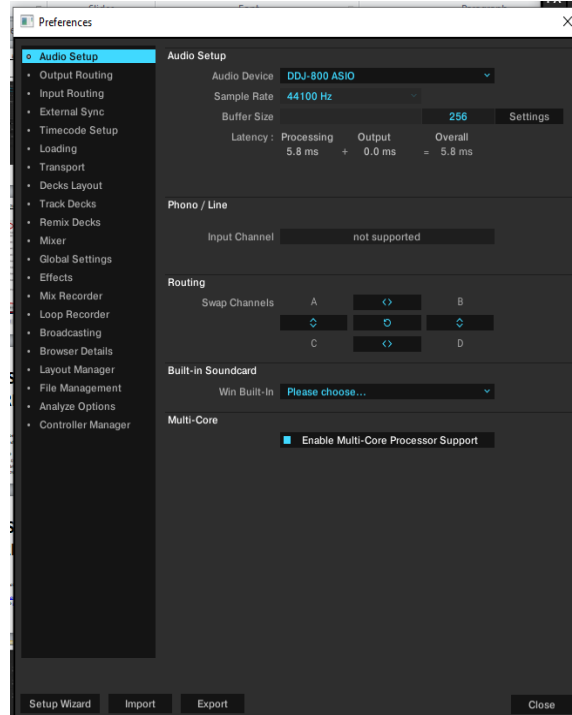 Preferences
Audio Setup
Output Routing
Input Routing
External Sync
Timecode Setup
Loading
Transport
Decks Layout
Track Decks
Remix Decks
Mixer
Global Settings
Effects
Mix Recorder
Loop Recorder
Broadcasting
Browser Details
Layout Manager
File Management
Analyze Options
Controller Manager
Audio Setup
Audio Device DDJ-800 ASIO
Sample Rate 44100 Hz
Buffer Size 256 Settings
Latency : Processing Output Overall
5.8 ms + 0.0 ms = 5.8 ms
Phono / Line
Input Channel not supported
Routing
Swap Channels A <> B
C <> D
Built-in Soundcard
Win Built-In Please choose...
Multi-Core
Enable Multi-Core Processor Support
Setup Wizard Import Export Close